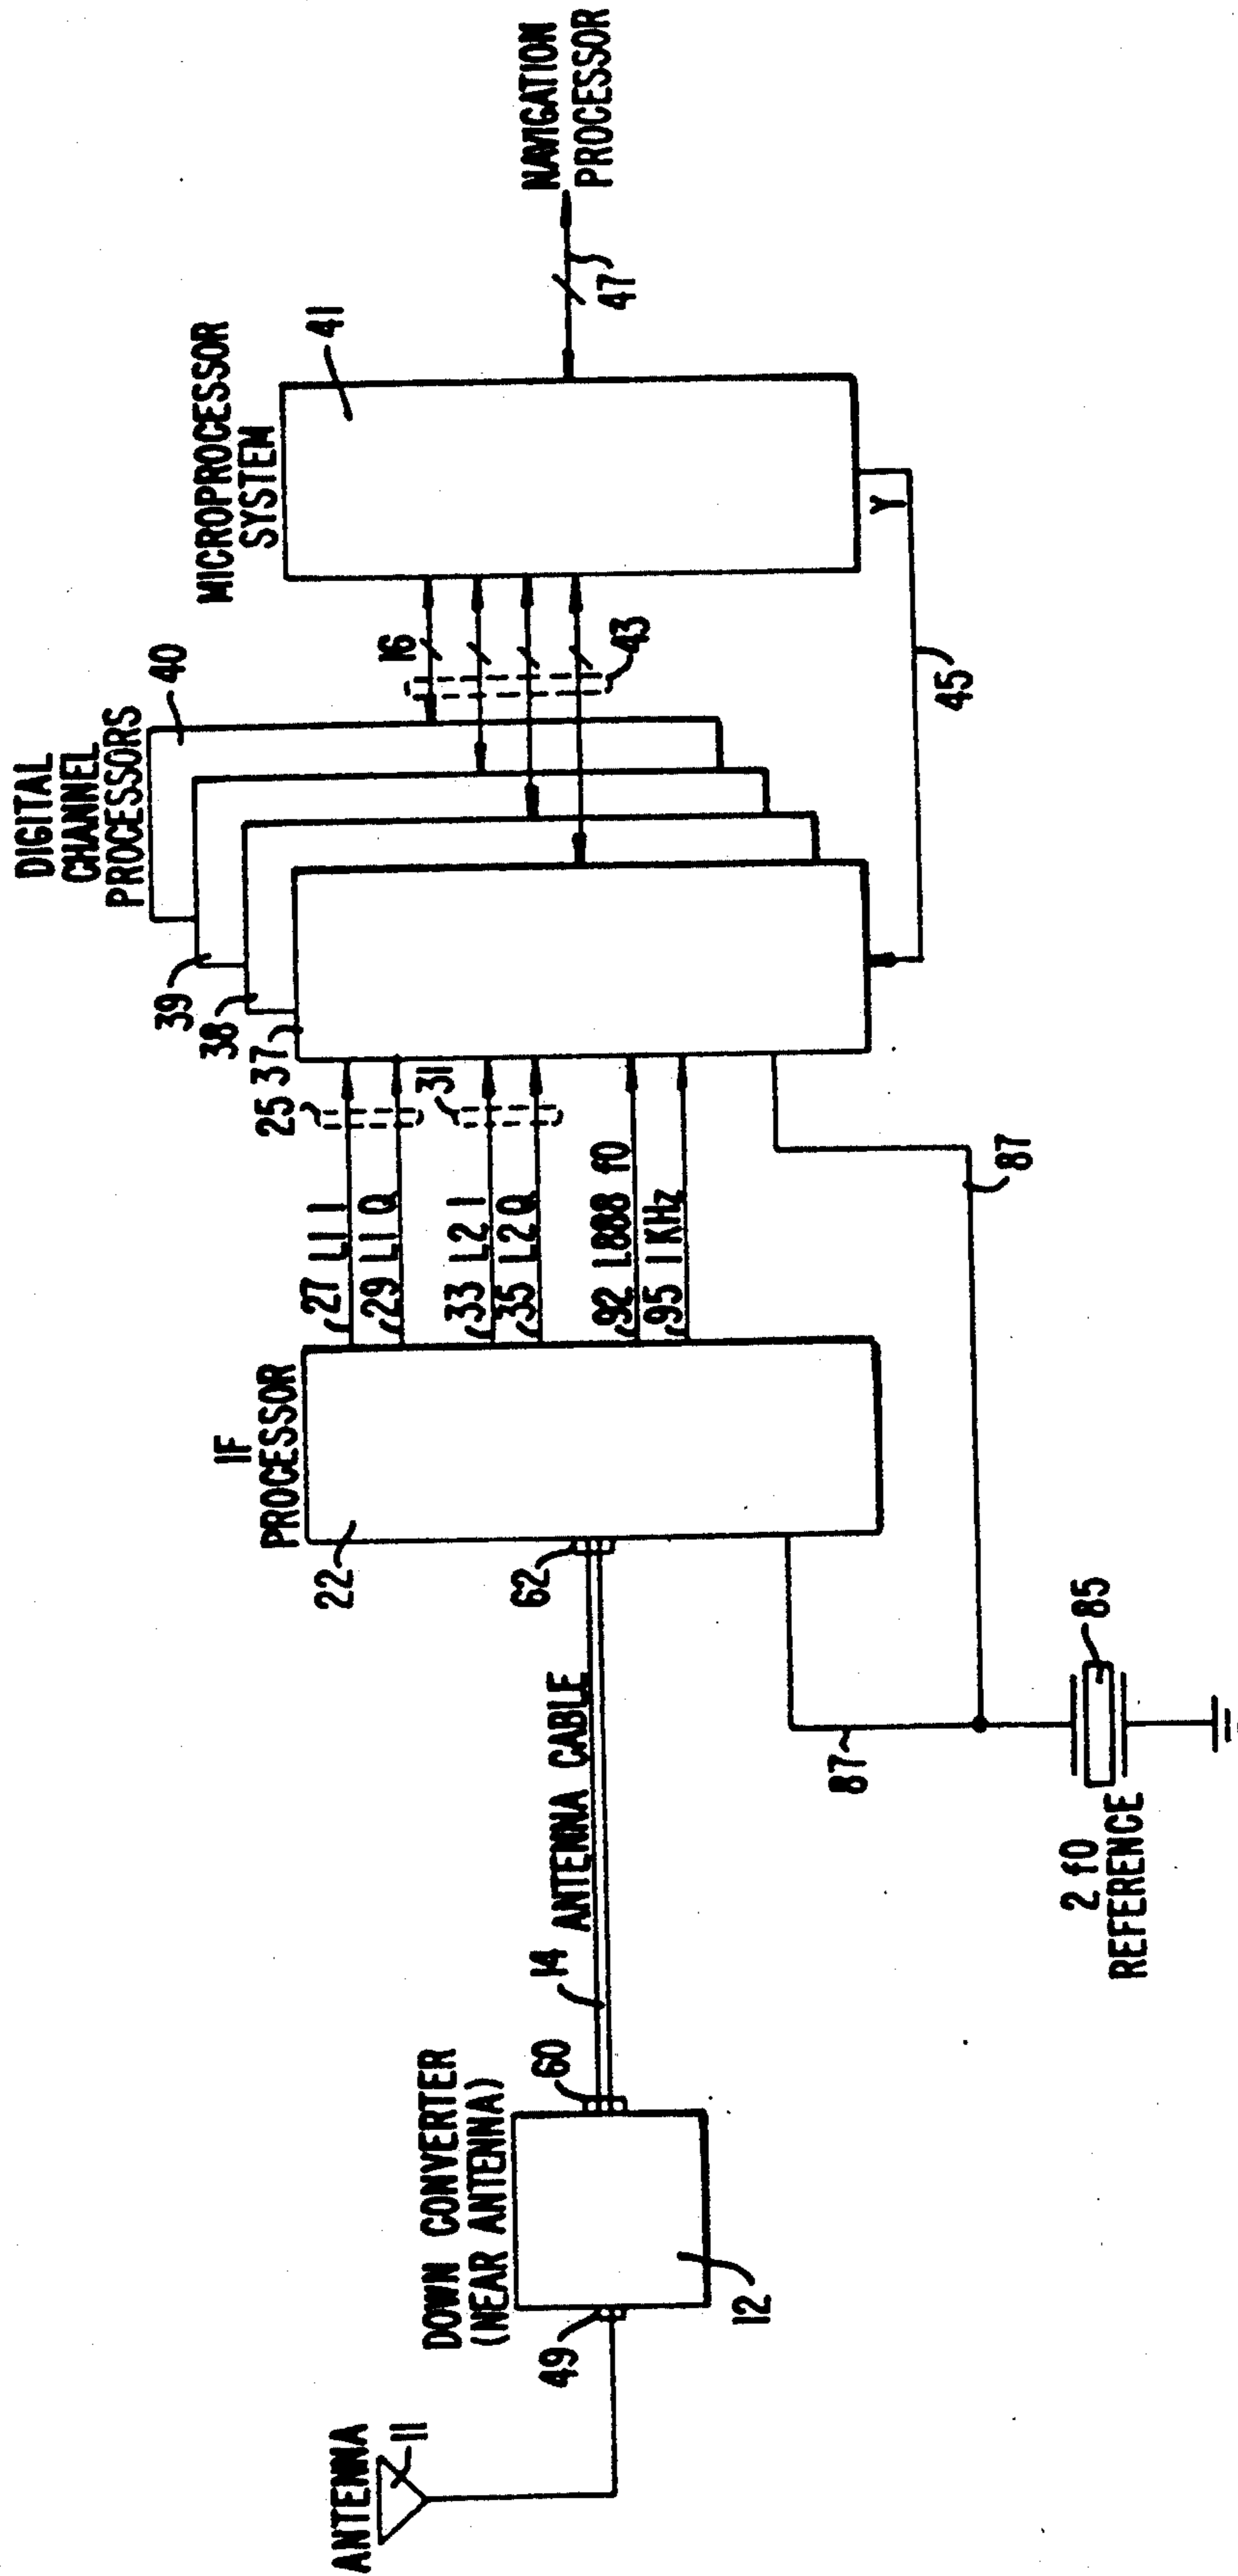 ANTENNA
11
49
DOWN CONVERTER
(NEAR ANTENNA)
12
60
14
ANTENNA CABLE
62
22
IF
PROCESSOR
27 L1 I
29 L1 Q
33 L2 I
35 L2 Q
92 1.888 f0
95 1 KHz
25
31
37
38
39
40
DIGITAL
CHANNEL
PROCESSORS
16
43
MICROPROCESSOR
SYSTEM
41
Y
45
47
NAVIGATION
PROCESSOR
87
87
85
2 f0
REFERENCE